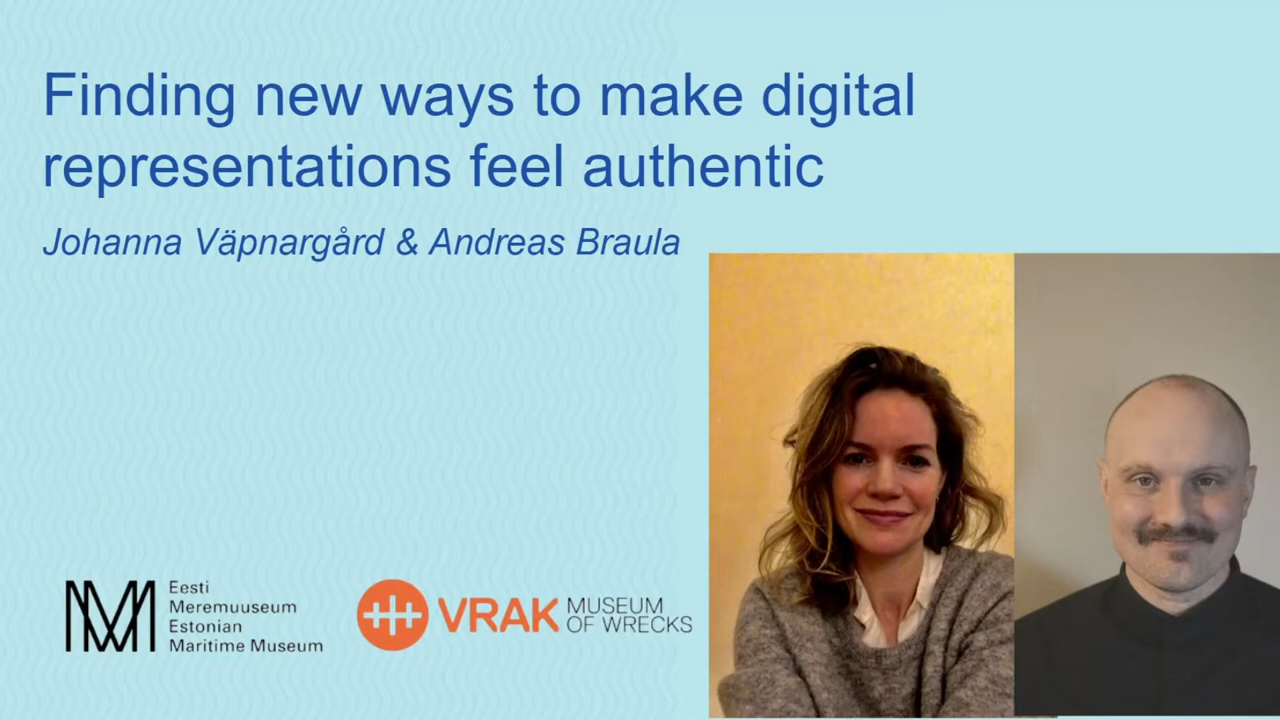 Finding new ways to make digital
representations feel authentic
Johanna Väpnargård & Andreas Braula
Eesti
Meremuuseum
Estonian
Maritime Museum
VRAK MUSEUM
OF WRECKS